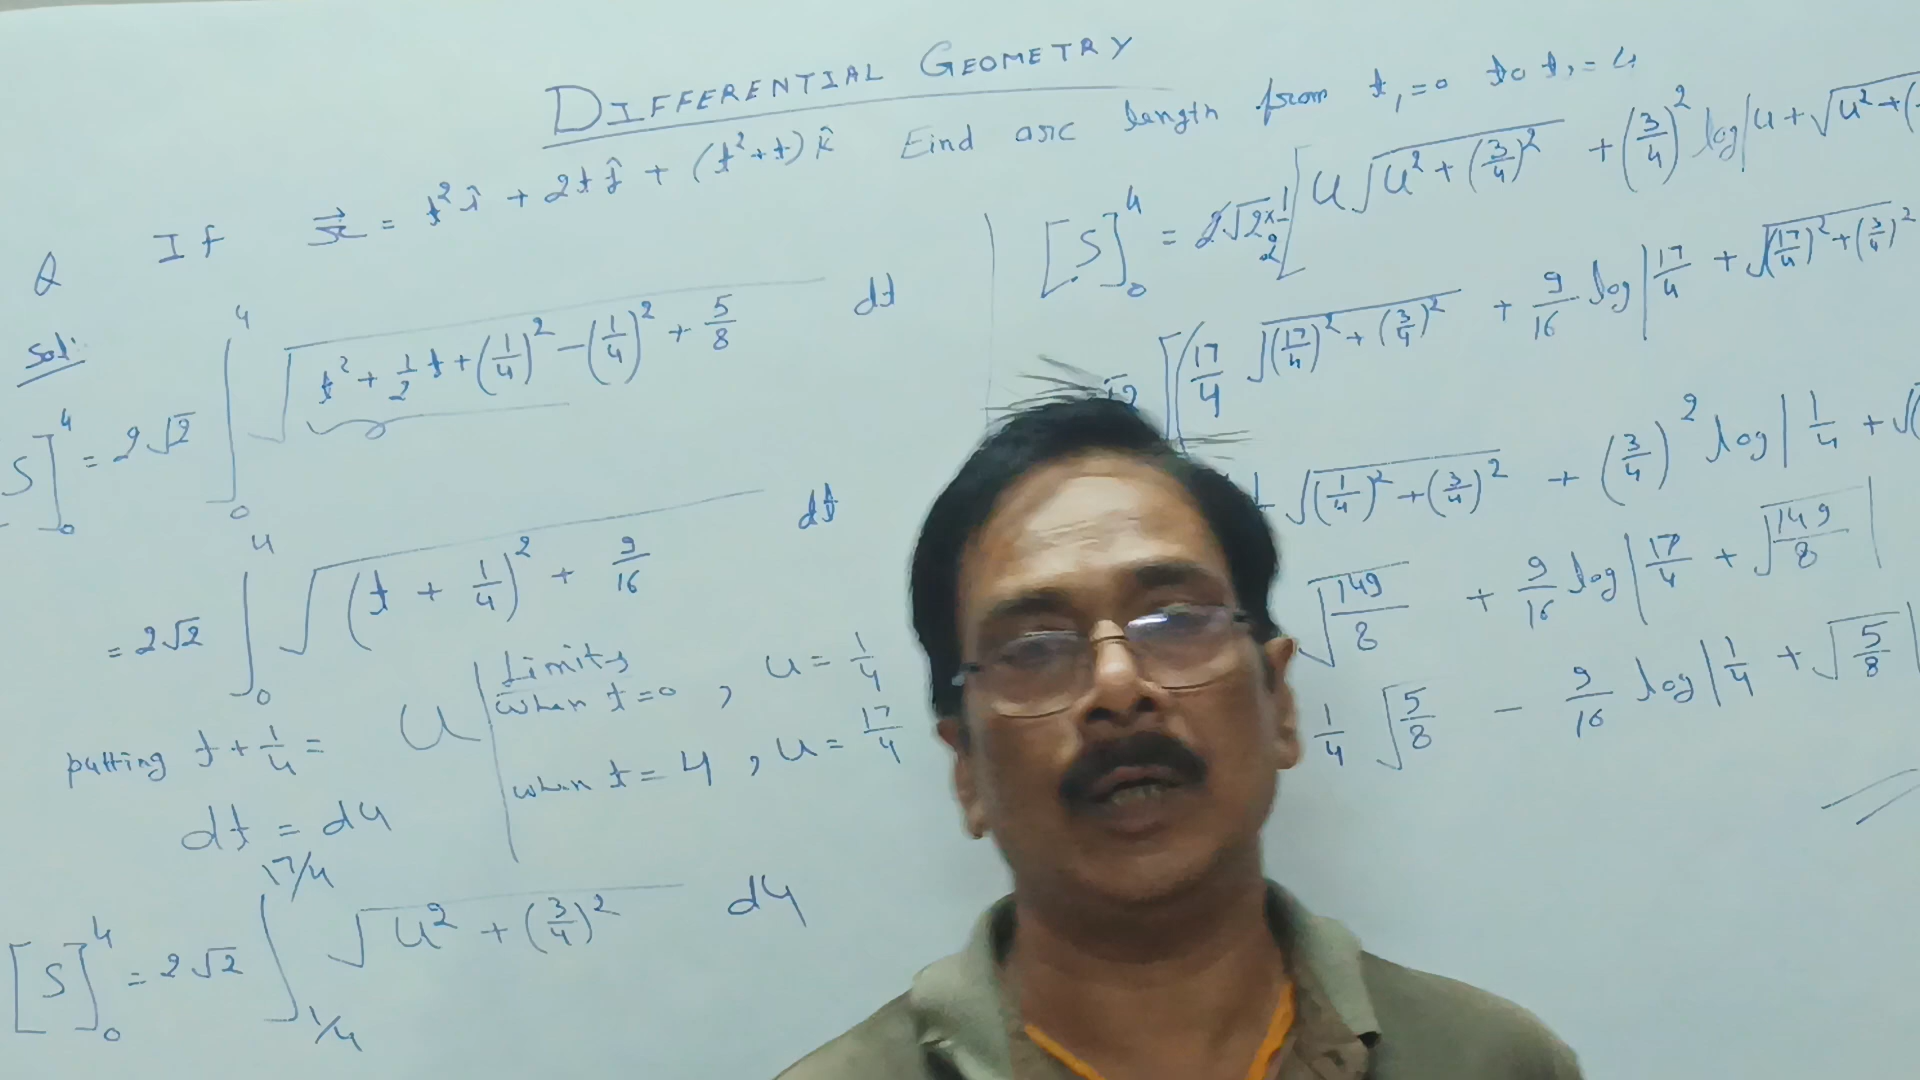 DIFFERENTIAL GEOMETRY
Q If r⃗ = t² î + 2t ĵ + (t²+t) k̂ Find arc length from t₁=0 to t₁=4
Sol:
[S]₀⁴ = 2√2 ∫₀⁴ √(t² + 1/2 t + (1/4)² − (1/4)² + 5/8) dt
= 2√2 ∫₀⁴ √((t + 1/4)² + 9/16) dt
putting t + 1/4 = u
dt = du
Limits
when t=0, u = 1/4
when t=4, u = 17/4
[S]₀⁴ = 2√2 ∫_{1/4}^{17/4} √(u² + (3/4)²) du
[S]₀⁴ = 2√2 × 1/2 [u √(u² + (3/4)²) + (3/4)² log|u + √(u² + (
[(17/4 √((17/4)² + (3/4)²) + 9/16 log|17/4 + √((17/4)² + (3/4)²)
√((1/4)² + (3/4)²) + (3/4)² log|1/4 + √(
√(149/8) + 9/16 log|17/4 + √(149/8)|
1/4 √(5/8) − 9/16 log|1/4 + √(5/8)|